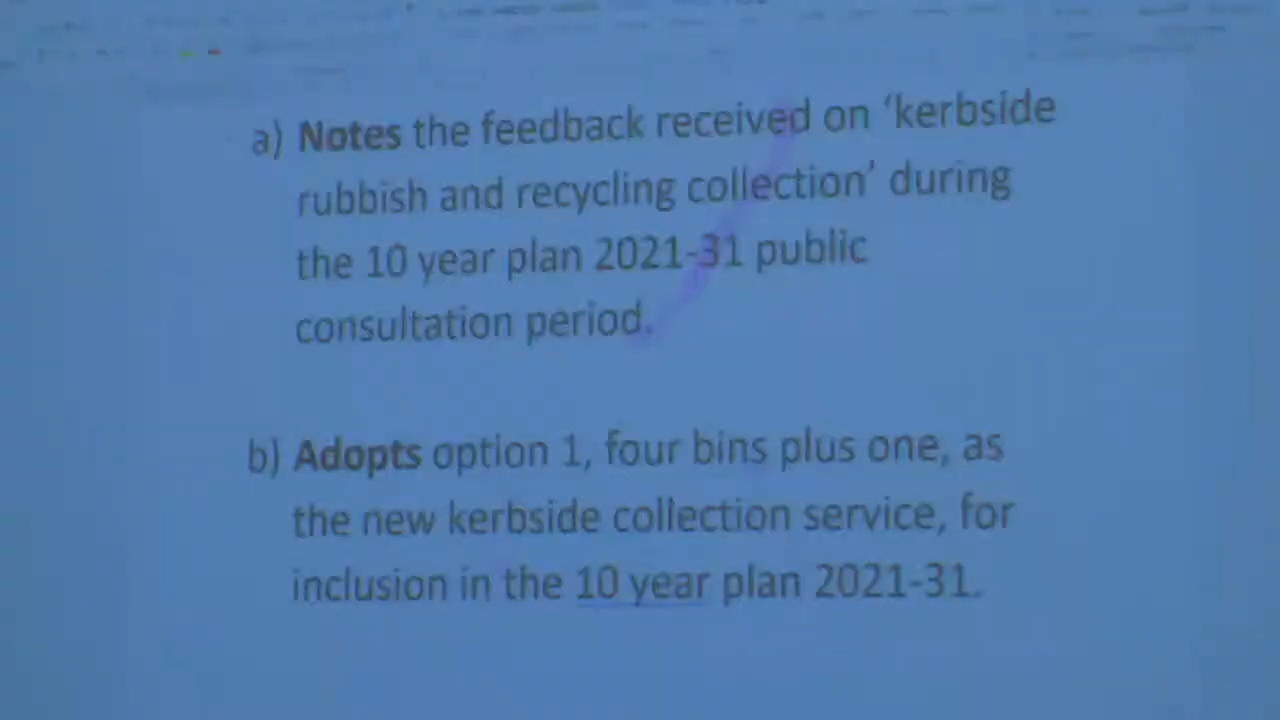 a) Notes the feedback received on ‘kerbside
rubbish and recycling collection’ during
the 10 year plan 2021-31 public
consultation period.
b) Adopts option 1, four bins plus one, as
the new kerbside collection service, for
inclusion in the 10 year plan 2021-31.